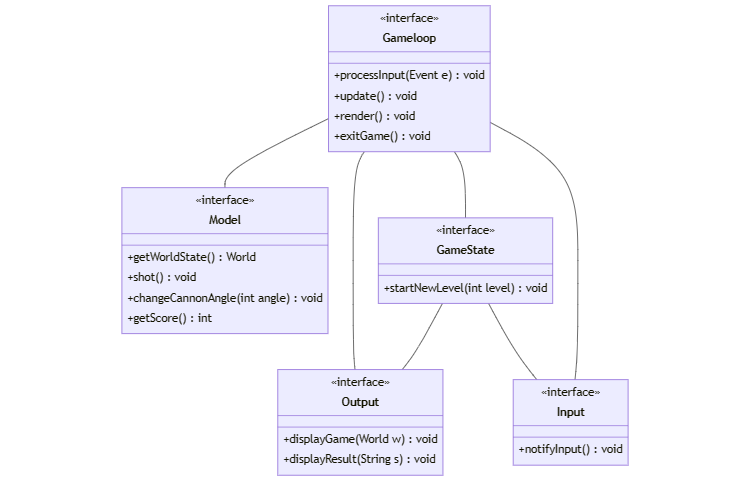 «interface»
Gameloop
+processInput(Event e) : void
+update() : void
+render() : void
+exitGame() : void
«interface»
Model
+getWorldState() : World
+shot() : void
+changeCannonAngle(int angle) : void
+getScore() : int
«interface»
GameState
+startNewLevel(int level) : void
«interface»
Output
+displayGame(World w) : void
+displayResult(String s) : void
«interface»
Input
+notifyInput() : void